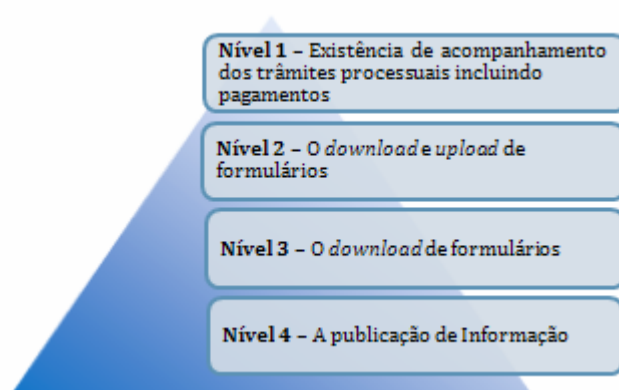 Nível 1 – Existência de acompanhamento
dos trâmites processuais incluindo
pagamentos
Nível 2 – O download e upload de
formulários
Nível 3 – O download de formulários
Nível 4 – A publicação de Informação